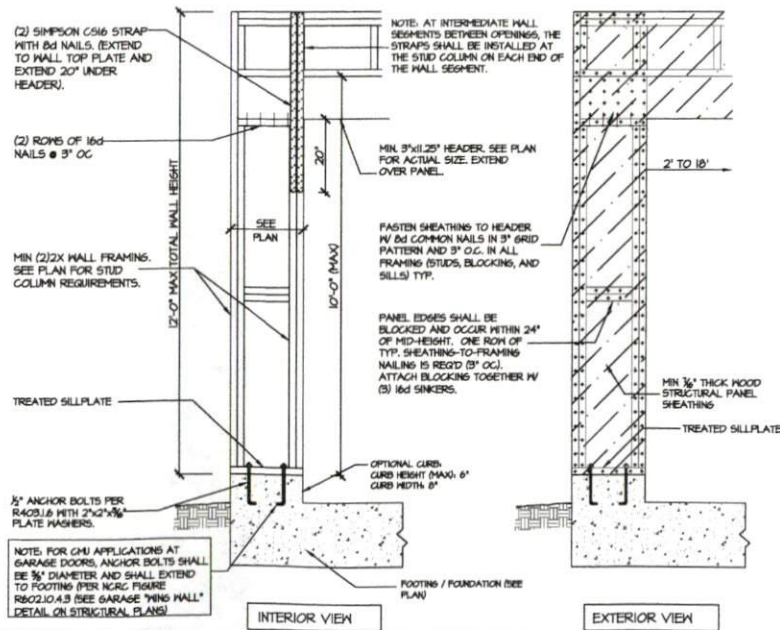 (2) SIMPSON CS16 STRAP
WITH 8d NAILS. (EXTEND
TO WALL TOP PLATE AND
EXTEND 20" UNDER
HEADER).
NOTE: AT INTERMEDIATE WALL
SEGMENTS BETWEEN OPENINGS, THE
STRAPS SHALL BE INSTALLED AT
THE STUD COLUMN ON EACH END OF
THE WALL SEGMENT.
(2) ROWS OF 16d
NAILS @ 3" OC
20"
MIN. 3"x11.25" HEADER. SEE PLAN
FOR ACTUAL SIZE. EXTEND
OVER PANEL.
2' TO 18'
12'-0" MAX TOTAL WALL HEIGHT
SEE
PLAN
10'-0" (MAX)
MIN (2)2X WALL FRAMING.
SEE PLAN FOR STUD
COLUMN REQUIREMENTS.
FASTEN SHEATHING TO HEADER
W/ 8d COMMON NAILS IN 3" GRID
PATTERN AND 3" O.C. IN ALL
FRAMING (STUDS, BLOCKING, AND
SILLS) TYP.
PANEL EDGES SHALL BE
BLOCKED AND OCCUR WITHIN 24"
OF MID-HEIGHT. ONE ROW OF
TYP. SHEATHING-TO-FRAMING
NAILING IS REQ'D (3" OC).
ATTACH BLOCKING TOGETHER W/
(3) 16d SINKERS.
MIN 7/16" THICK WOOD
STRUCTURAL PANEL
SHEATHING
TREATED SILLPLATE
TREATED SILLPLATE
OPTIONAL CURB:
CURB HEIGHT (MAX): 6"
CURB WIDTH: 8"
1/2" ANCHOR BOLTS PER
R403.1.6 WITH 2"x2"x3/16"
PLATE WASHERS.
NOTE: FOR CMU APPLICATIONS AT
GARAGE DOORS, ANCHOR BOLTS SHALL
BE DIAMETER AND SHALL EXTEND
TO FOOTING (PER NCRC FIGURE
R602.10.4.3 (SEE GARAGE "WING WALL"
DETAIL ON STRUCTURAL PLANS)
FOOTING / FOUNDATION (SEE
PLAN)
INTERIOR VIEW
EXTERIOR VIEW